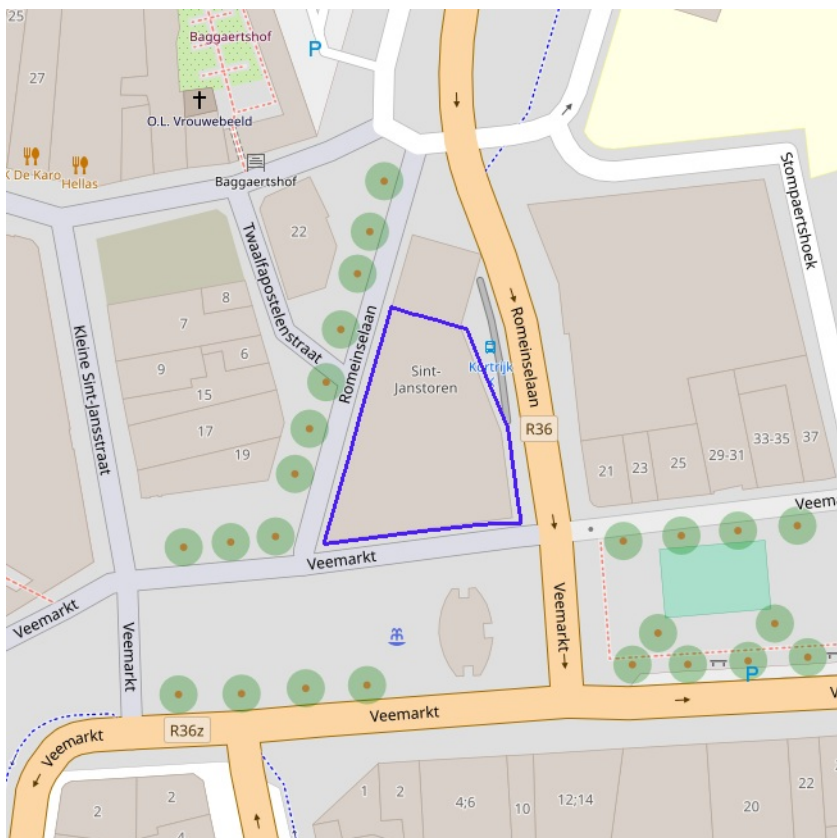 25
Baggaertshof
P
27
O.L. Vrouwebeeld
De Karo
Hellas
Baggaertshof
Stompaertshoek
22
Twaalfapostelenstraat
8
7
Romeinselaan
Romeinselaan
Kleine Sint-Jansstraat
6
9
Sint-
Janstoren
Kortrijk
15
R36
17
19
21
23
25
29-31
33-35
37
Veem
Veemarkt
Veemarkt
Veemarkt
Veemarkt
P
Veemarkt
R36z
Veemarkt
V
1
2
4;6
10
12;14
20
22
2
2
4